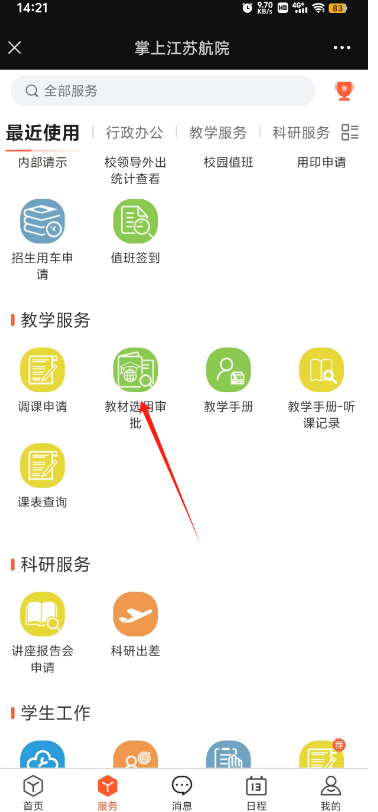 14:21
9.70
KB/s
HD
4G+
83
掌上江苏航院
全部服务
最近使用
行政办公
教学服务
科研服务
内部请示
校领导外出
统计查看
校园值班
用印申请
招生用车申
请
值班签到
教学服务
调课申请
教材选用审
批
教学手册
教学手册-听
课记录
课表查询
科研服务
讲座报告会
申请
科研出差
学生工作
荐
首页
服务
消息
13
日程
我的